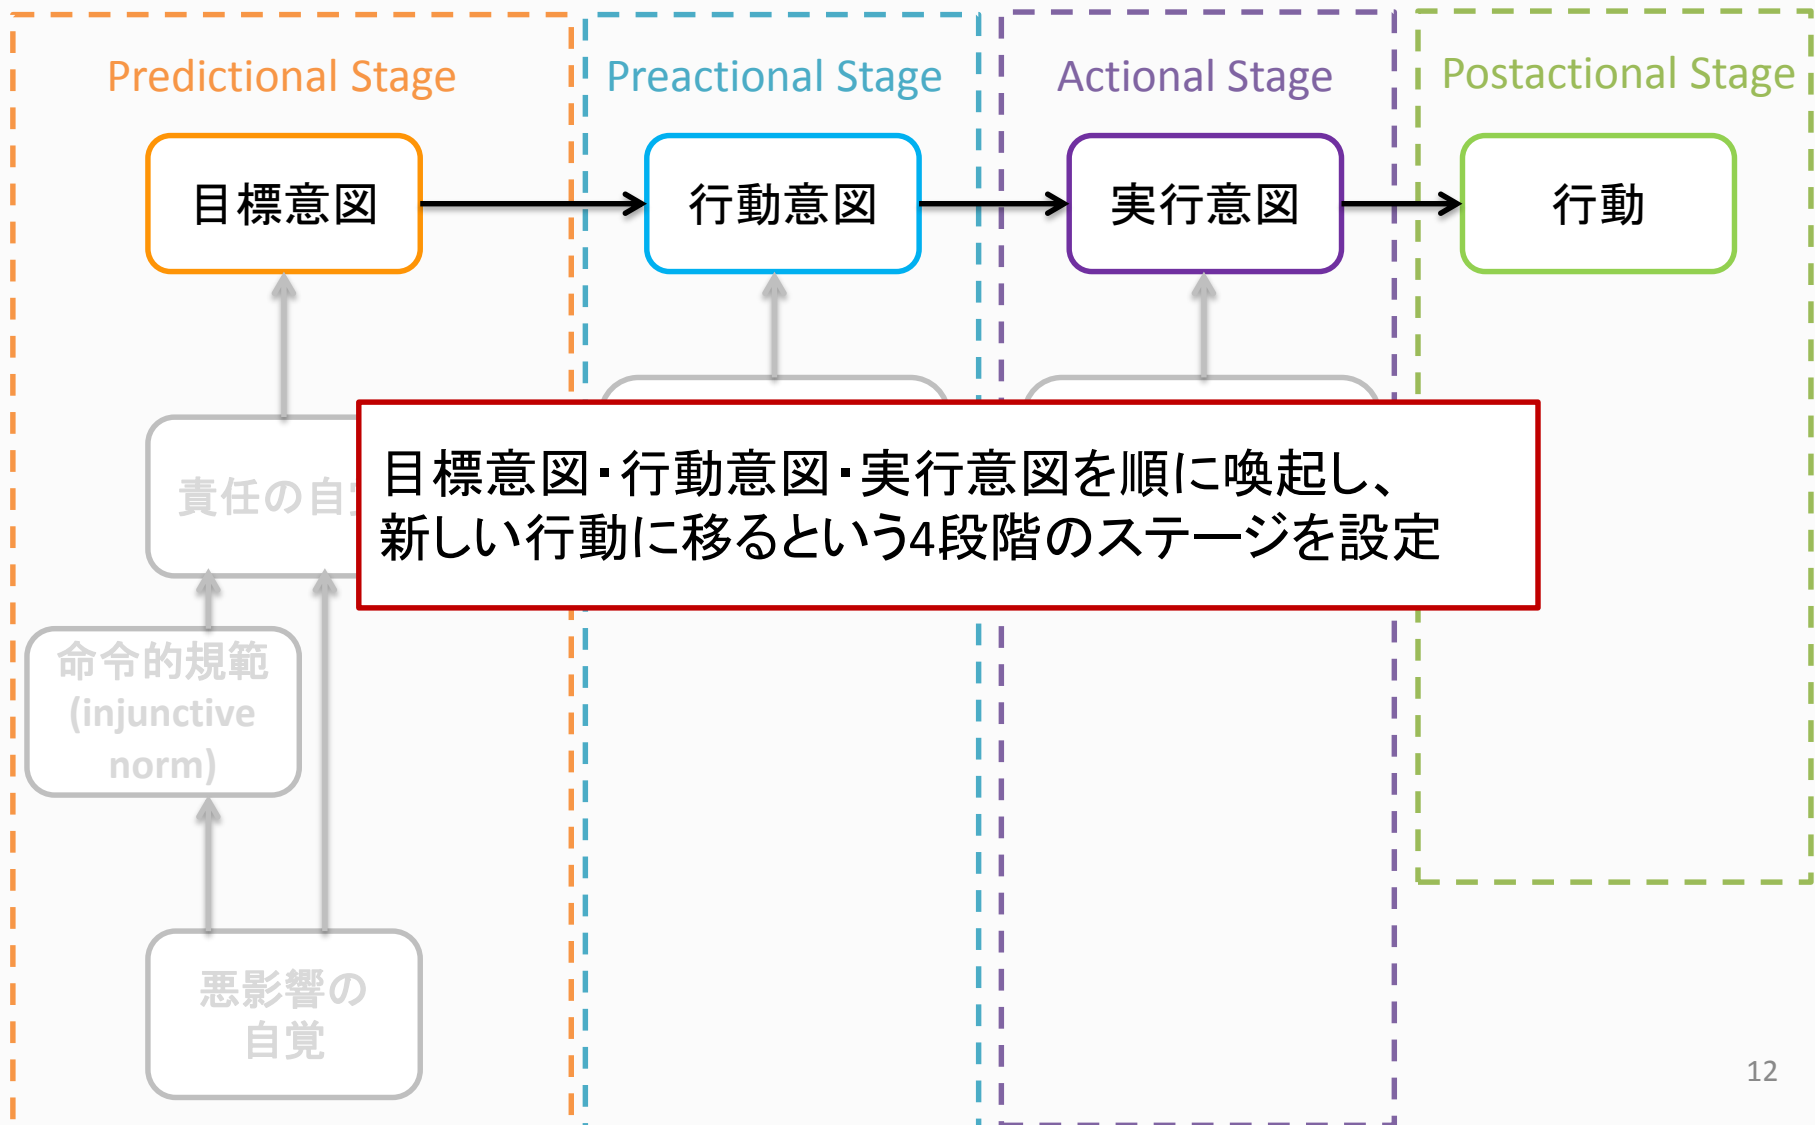 Predictional Stage
Preactional Stage
Actional Stage
Postactional Stage
目標意図
行動意図
実行意図
行動
責任の自
目標意図・行動意図・実行意図を順に喚起し、
新しい行動に移るという4段階のステージを設定
命令的規範
(injunctive
norm)
悪影響の
自覚
12